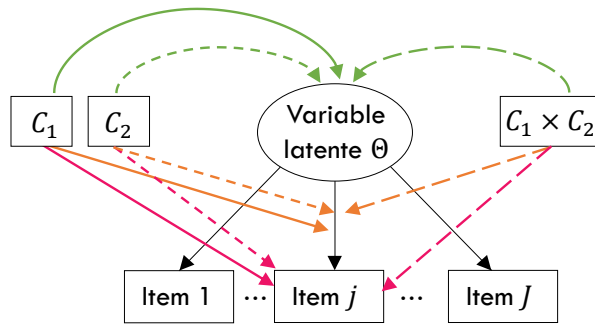 C₁
C₂
Variable
latente Θ
C₁ × C₂
Item 1
...
Item j
...
Item J